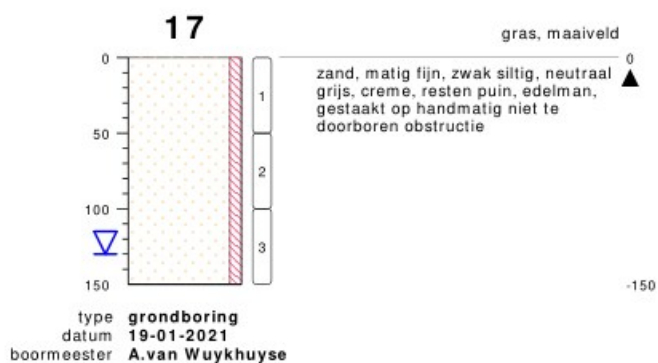 17
gras, maaiveld
0
0
zand, matig fijn, zwak siltig, neutraal
grijs, creme, resten puin, edelman,
gestaakt op handmatig niet te
doorboren obstructie
1
50
2
100
3
150
-150
type grondboring
datum 19-01-2021
boormeester A.van Wuykhuyse